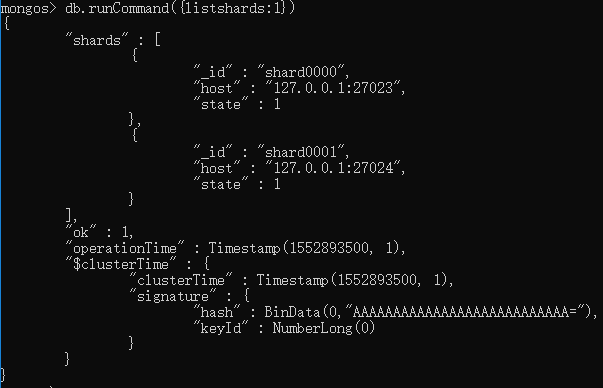 mongos> db.runCommand({listshards:1})
{
        "shards" : [
                {
                        "_id" : "shard0000",
                        "host" : "127.0.0.1:27023",
                        "state" : 1
                },
                {
                        "_id" : "shard0001",
                        "host" : "127.0.0.1:27024",
                        "state" : 1
                }
        ],
        "ok" : 1,
        "operationTime" : Timestamp(1552893500, 1),
        "$clusterTime" : {
                "clusterTime" : Timestamp(1552893500, 1),
                "signature" : {
                        "hash" : BinData(0,"AAAAAAAAAAAAAAAAAAAAAAAAAAA="),
                        "keyId" : NumberLong(0)
                }
        }
}